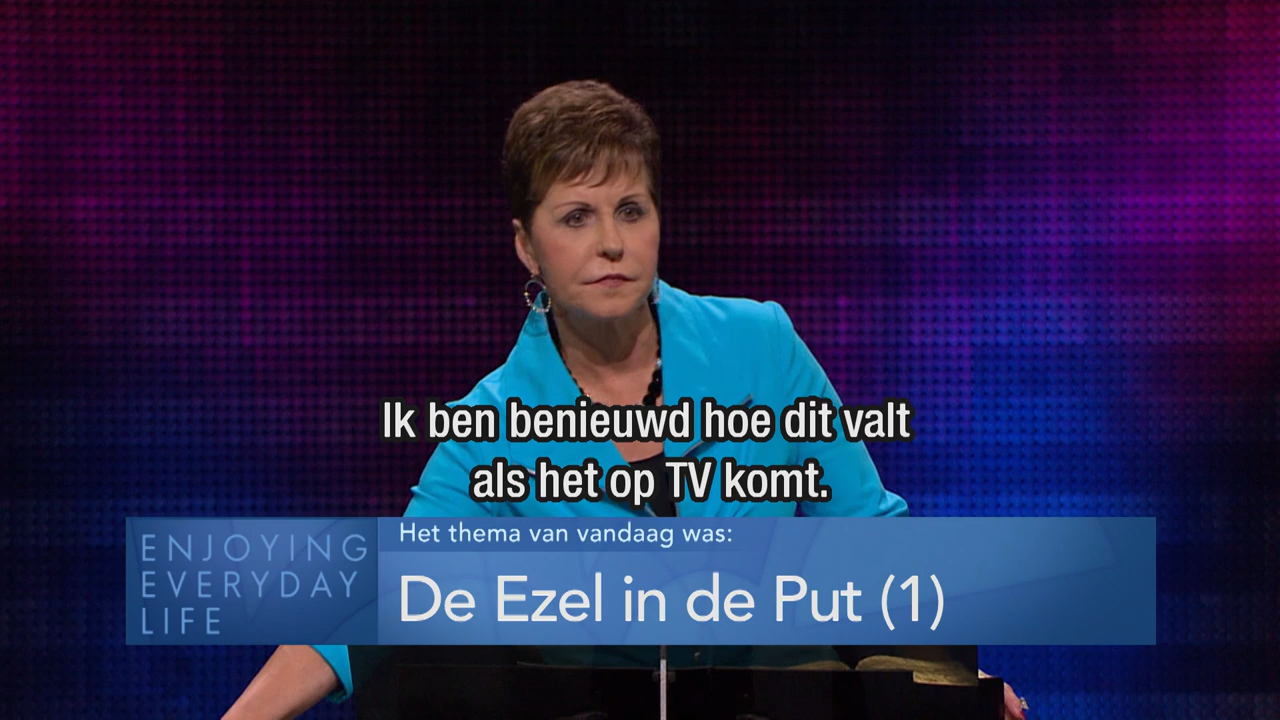 Ik ben benieuwd hoe dit valt
als het op TV komt.
Het thema van vandaag was:
ENJOYING
EVERYDAY
LIFE
De Ezel in de Put (1)